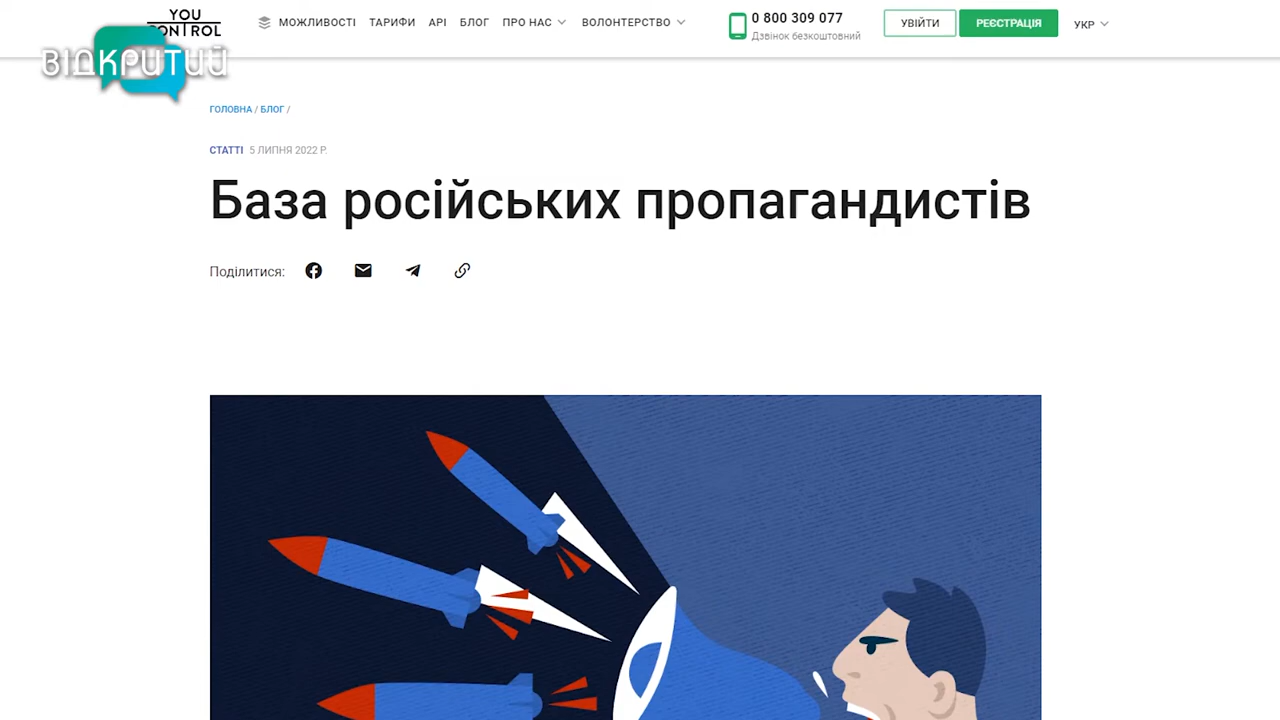 YOU
CONTROL
МОЖЛИВОСТІ ТАРИФИ АРІ БЛОГ ПРО НАС ВОЛОНТЕРСТВО
0 800 309 077
Дзвінок безкоштовний
УВІЙТИ
РЕЄСТРАЦІЯ
УКР
ВІДКРИТИЙ
ГОЛОВНА / БЛОГ /
СТАТТІ 5 ЛИПНЯ 2022 Р.
База російських пропагандистів
Поділитися: